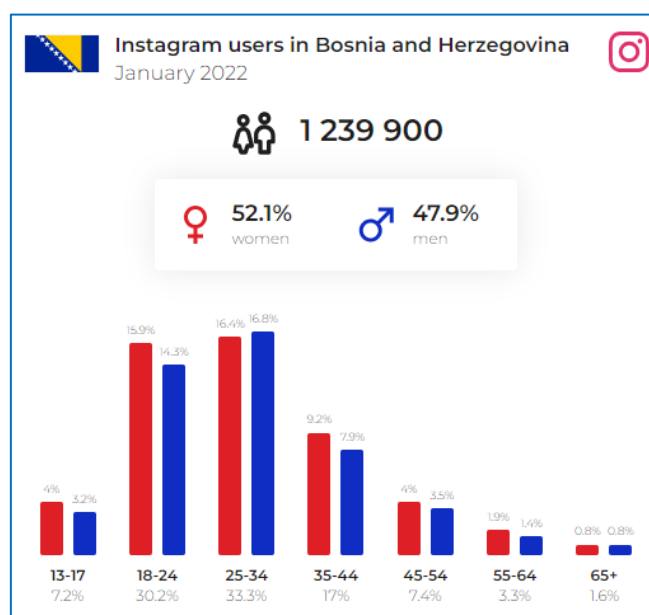 Instagram users in Bosnia and Herzegovina
January 2022
1 239 900
52.1%
women
47.9%
men
4% 3.2%
15.9% 14.3%
16.4% 16.8%
9.2% 7.9%
4% 3.5%
1.9% 1.4%
0.8% 0.8%
13-17 18-24 25-34 35-44 45-54 55-64 65+
7.2% 30.2% 33.3% 17% 7.4% 3.3% 1.6%